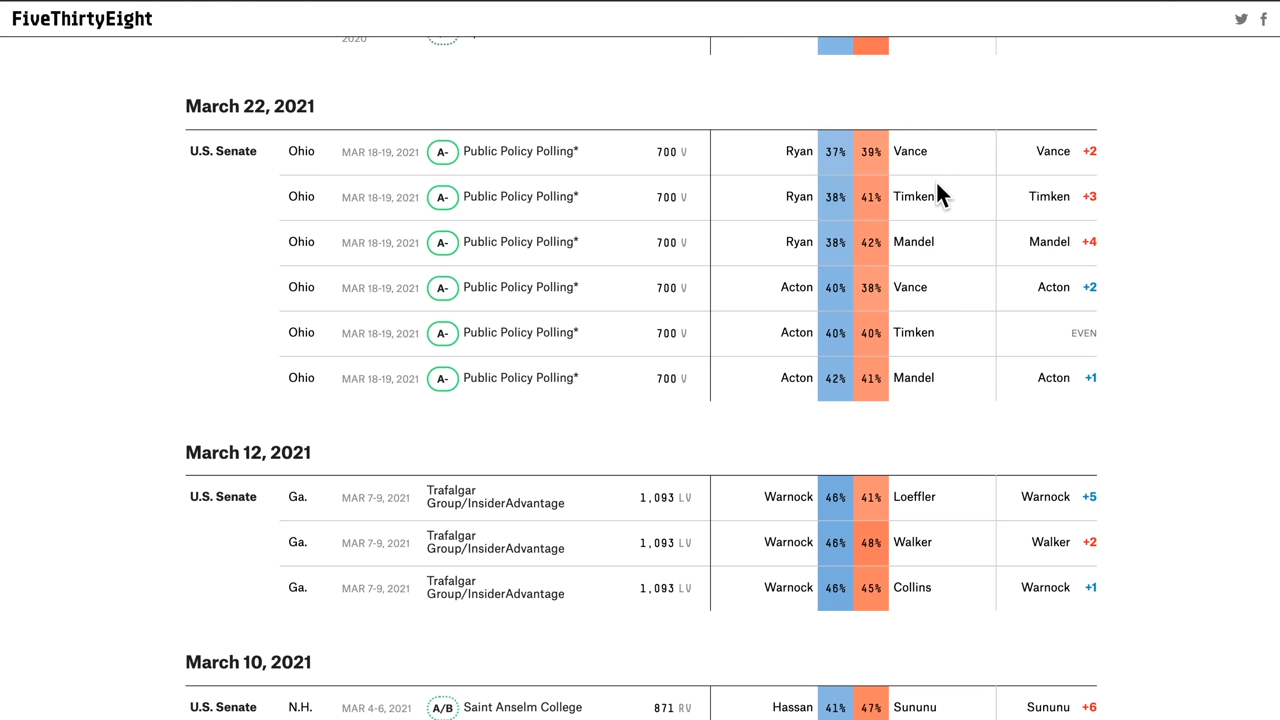 FiveThirtyEight
2020
March 22, 2021
U.S. Senate Ohio MAR 18-19, 2021 A- Public Policy Polling* 700 V Ryan 37% 39% Vance Vance +2
Ohio MAR 18-19, 2021 A- Public Policy Polling* 700 V Ryan 38% 41% Timken Timken +3
Ohio MAR 18-19, 2021 A- Public Policy Polling* 700 V Ryan 38% 42% Mandel Mandel +4
Ohio MAR 18-19, 2021 A- Public Policy Polling* 700 V Acton 40% 38% Vance Acton +2
Ohio MAR 18-19, 2021 A- Public Policy Polling* 700 V Acton 40% 40% Timken EVEN
Ohio MAR 18-19, 2021 A- Public Policy Polling* 700 V Acton 42% 41% Mandel Acton +1
March 12, 2021
U.S. Senate Ga. MAR 7-9, 2021 Trafalgar Group/InsiderAdvantage 1,093 LV Warnock 46% 41% Loeffler Warnock +5
Ga. MAR 7-9, 2021 Trafalgar Group/InsiderAdvantage 1,093 LV Warnock 46% 48% Walker Walker +2
Ga. MAR 7-9, 2021 Trafalgar Group/InsiderAdvantage 1,093 LV Warnock 46% 45% Collins Warnock +1
March 10, 2021
U.S. Senate N.H. MAR 4-6, 2021 A/B Saint Anselm College 871 RV Hassan 41% 47% Sununu Sununu +6